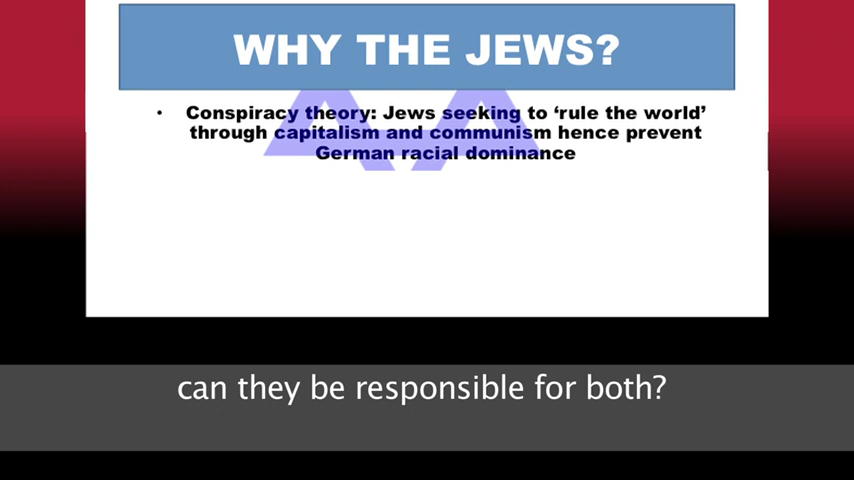 WHY THE JEWS?
• Conspiracy theory: Jews seeking to ‘rule the world’
through capitalism and communism hence prevent
German racial dominance
can they be responsible for both?